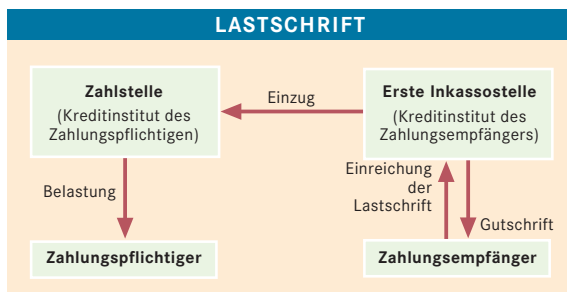 LASTSCHRIFT
Zahlstelle
(Kreditinstitut des
Zahlungspflichtigen)
Einzug
Erste Inkassostelle
(Kreditinstitut des
Zahlungsempfängers)
Belastung
Einreichung
der
Lastschrift
Gutschrift
Zahlungspflichtiger
Zahlungsempfänger